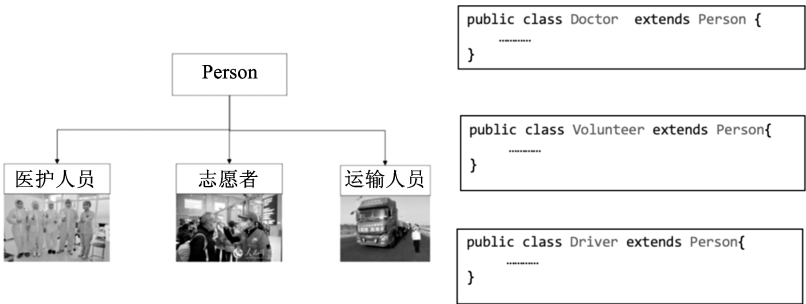 Person
医护人员
志愿者
运输人员
public class Doctor extends Person {
…………
}
public class Volunteer extends Person{
…………
}
public class Driver extends Person{
…………
}